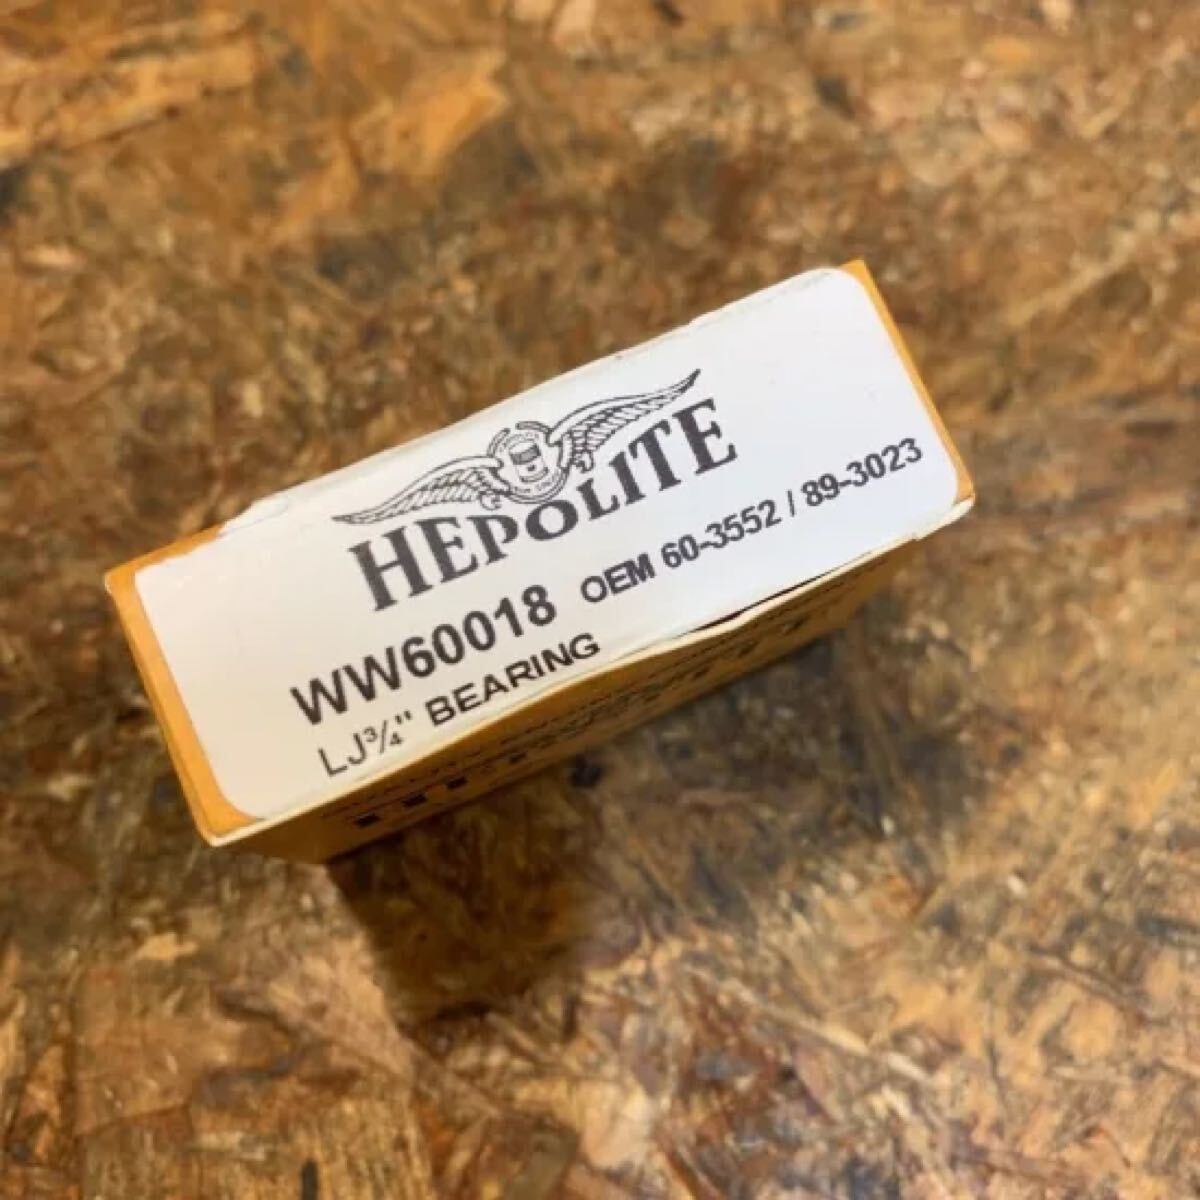 HEPOLITE
WW60018 OEM 60-3552 / 89-3023
LJ¾" BEARING